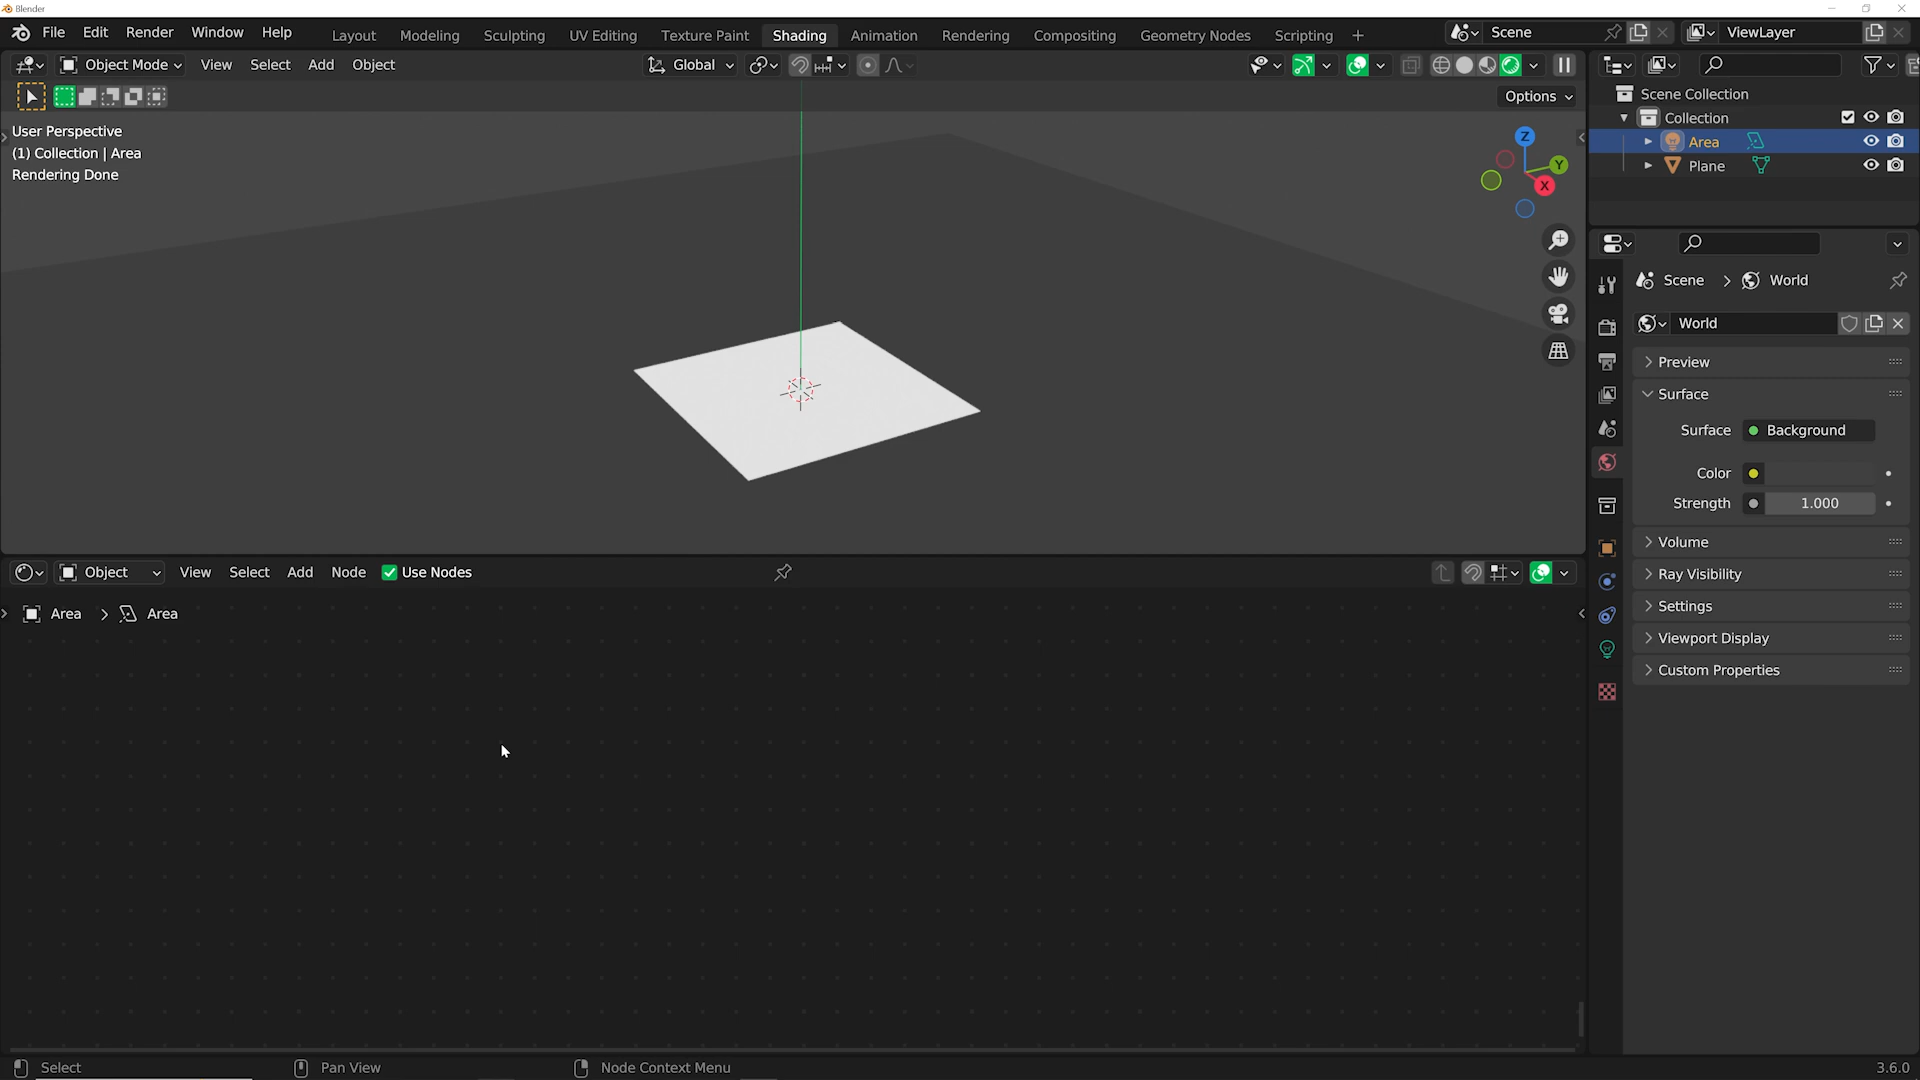 Blender
File Edit Render Window Help Layout Modeling Sculpting UV Editing Texture Paint Shading Animation Rendering Compositing Geometry Nodes Scripting + Scene ViewLayer
Object Mode View Select Add Object Global
Options
User Perspective
(1) Collection | Area
Rendering Done
Z
Y
X
Scene Collection
Collection
Area
Plane
Scene > World
World
Preview
Surface
Surface Background
Color
Strength 1.000
Volume
Ray Visibility
Settings
Viewport Display
Custom Properties
Object View Select Add Node Use Nodes
Area > Area
Select Pan View Node Context Menu 3.6.0